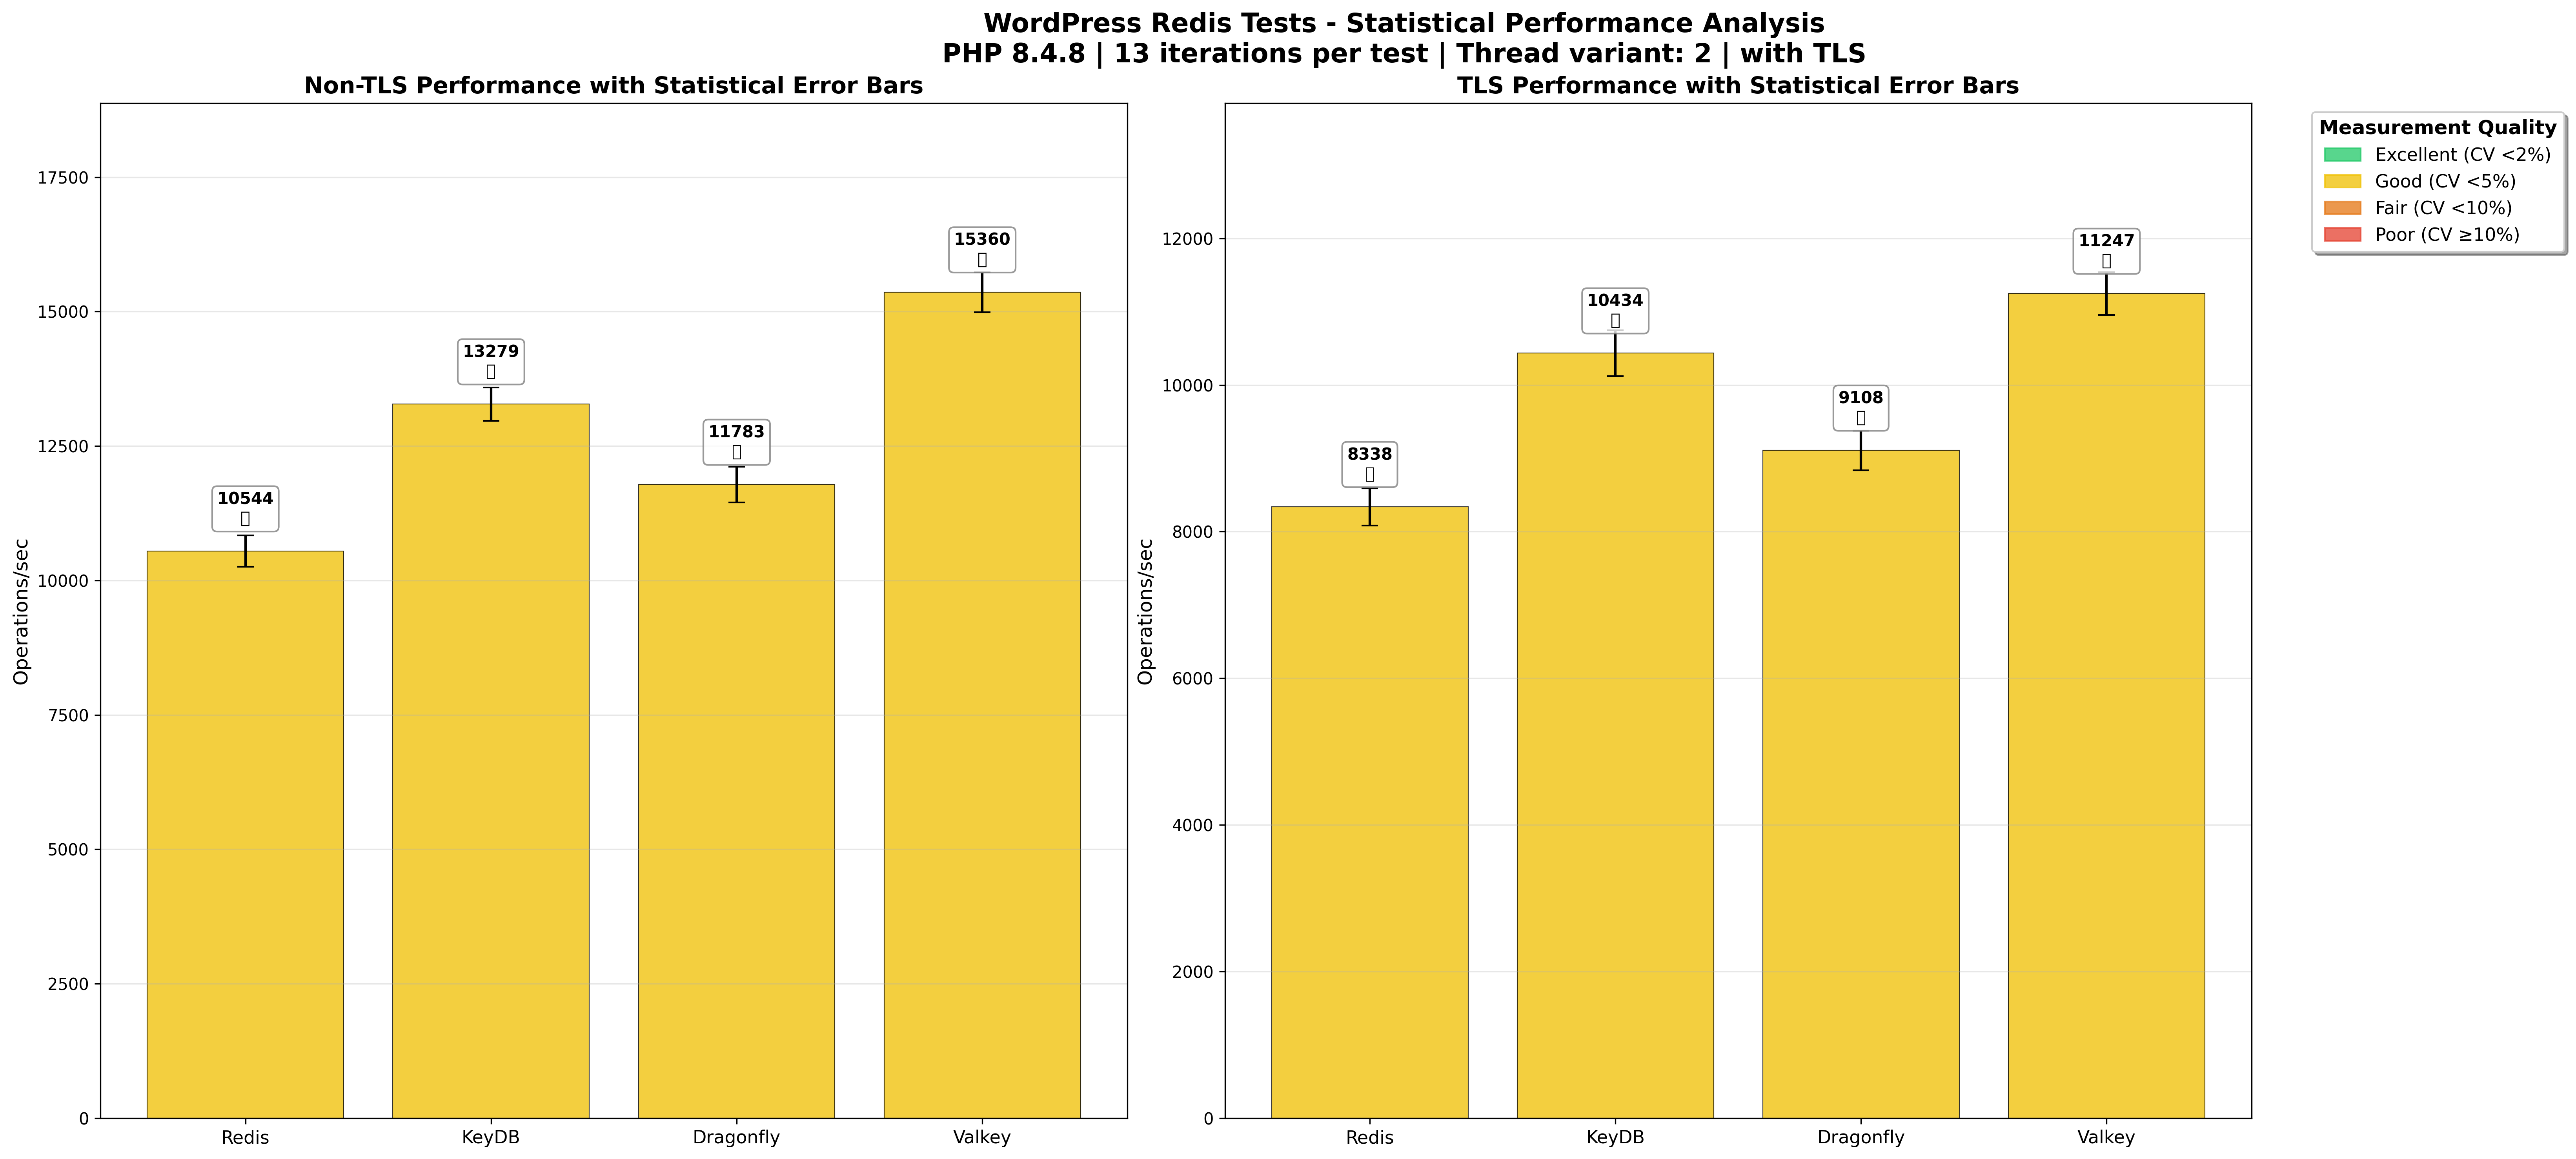 WordPress Redis Tests - Statistical Performance Analysis
PHP 8.4.8 | 13 iterations per test | Thread variant: 2 | with TLS
Non-TLS Performance with Statistical Error Bars
Operations/sec
17500
15000
12500
10000
7500
5000
2500
0
10544
13279
11783
15360
Redis
KeyDB
Dragonfly
Valkey
TLS Performance with Statistical Error Bars
Operations/sec
12000
10000
8000
6000
4000
2000
0
8338
10434
9108
11247
Redis
KeyDB
Dragonfly
Valkey
Measurement Quality
Excellent (CV <2%)
Good (CV <5%)
Fair (CV <10%)
Poor (CV ≥10%)